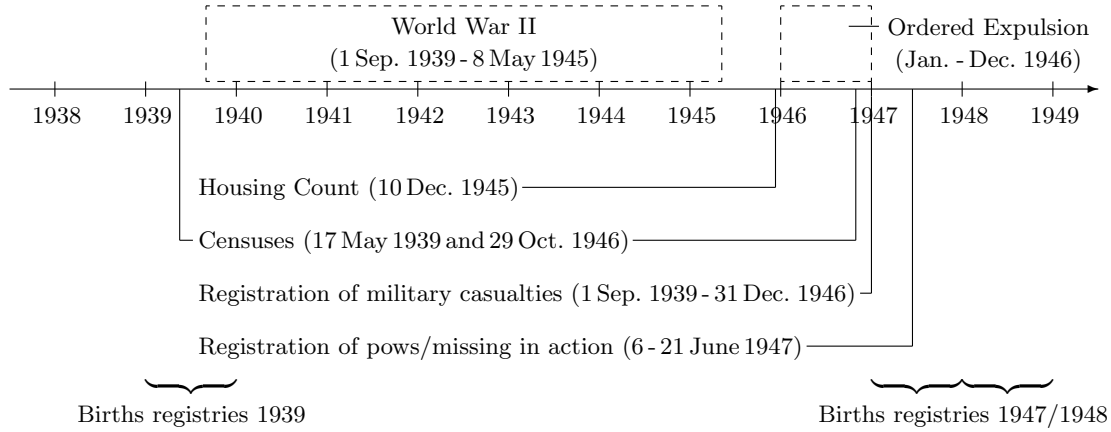 World War II
(1 Sep. 1939 - 8 May 1945)
Ordered Expulsion
(Jan. - Dec. 1946)
1938 1939 1940 1941 1942 1943 1944 1945 1946 1947 1948 1949
Housing Count (10 Dec. 1945)
Censuses (17 May 1939 and 29 Oct. 1946)
Registration of military casualties (1 Sep. 1939 - 31 Dec. 1946)
Registration of pows/missing in action (6 - 21 June 1947)
Births registries 1939
Births registries 1947/1948